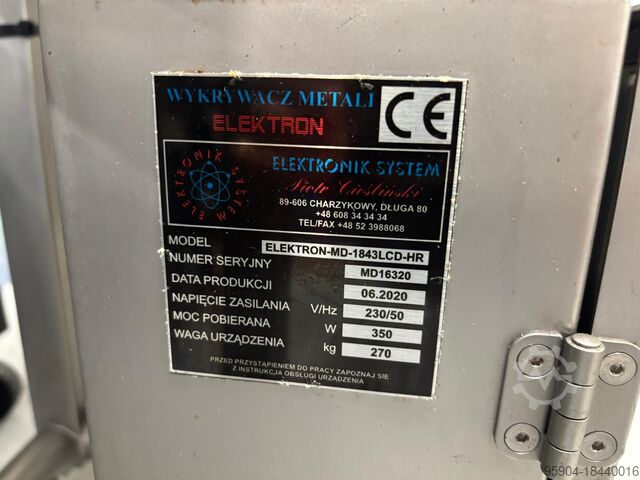 WYKRYWACZ METALI
ELEKTRON
CE
ELEKTRONIK SYSTEM
ELEKTRONIK SYSTEM
Piotr Cieśliński
89-606 CHARZYKOWY, DŁUGA 80
+48 608 34 34 34
TEL/FAX +48 52 3988068
MODEL ELEKTRON-MD-1843LCD-HR
NUMER SERYJNY MD16320
DATA PRODUKCJI 06.2020
NAPIĘCIE ZASILANIA V/Hz 230/50
MOC POBIERANA W 350
WAGA URZĄDZENIA kg 270
PRZED PRZYSTĄPIENIEM DO PRACY ZAPOZNAJ SIĘ
Z INSTRUKCJĄ OBSŁUGI URZĄDZENIA
95904-18440016